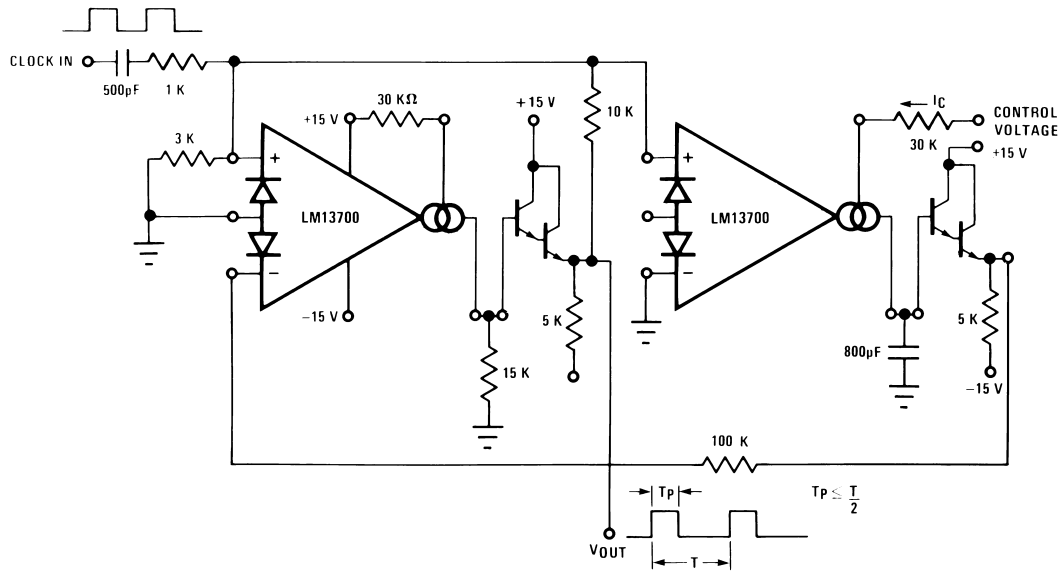 CLOCK IN
500pF
1 K
3 K
+15 V
30 KΩ
+
LM13700
−
−15 V
15 K
+15 V
5 K
10 K
+
LM13700
−
IC
30 K
CONTROL
VOLTAGE
+15 V
800pF
5 K
−15 V
100 K
VOUT
TP
T
TP ≤ T/2